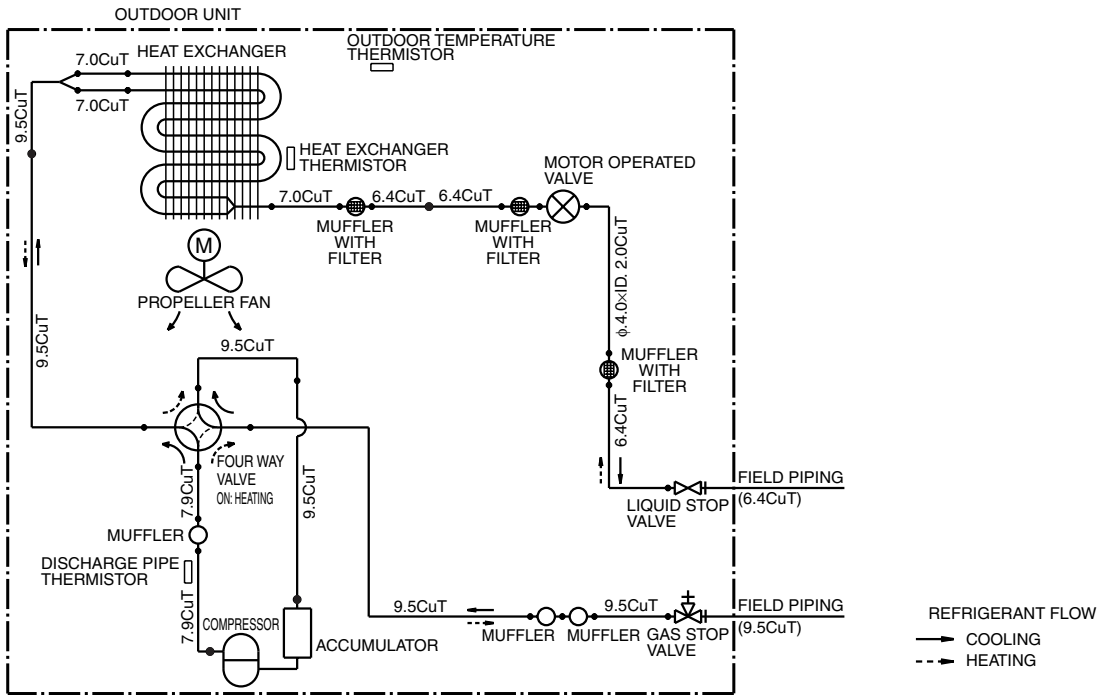 OUTDOOR UNIT
OUTDOOR TEMPERATURE
THERMISTOR
HEAT EXCHANGER
7.0CuT
7.0CuT
9.5CuT
HEAT EXCHANGER
THERMISTOR
MOTOR OPERATED
VALVE
7.0CuT
6.4CuT
6.4CuT
MUFFLER
WITH
FILTER
MUFFLER
WITH
FILTER
M
PROPELLER FAN
ϕ.4.0×ID. 2.0CuT
9.5CuT
9.5CuT
MUFFLER
WITH
FILTER
6.4CuT
FOUR WAY
VALVE
ON: HEATING
7.9CuT
9.5CuT
FIELD PIPING
(6.4CuT)
LIQUID STOP
VALVE
MUFFLER
DISCHARGE PIPE
THERMISTOR
7.9CuT
COMPRESSOR
ACCUMULATOR
9.5CuT
9.5CuT
MUFFLER
MUFFLER
GAS STOP
VALVE
FIELD PIPING
(9.5CuT)
REFRIGERANT FLOW
COOLING
HEATING